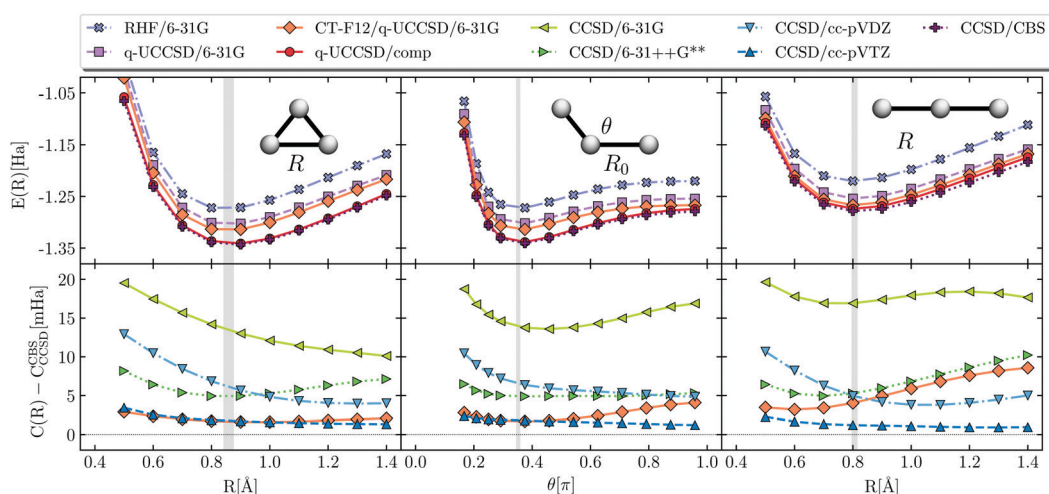 RHF/6-31G CT-F12/q-UCCSD/6-31G CCSD/6-31G CCSD/cc-pVDZ CCSD/CBS
q-UCCSD/6-31G q-UCCSD/comp CCSD/6-31++G** CCSD/cc-pVTZ
E(R)[Ha]
-1.05
-1.15
-1.25
-1.35
R
θ
R₀
R
C(R) − C_CCSD^CBS [mHa]
20
15
10
5
0
0.4 0.6 0.8 1.0 1.2 1.4 0.0 0.2 0.4 0.6 0.8 1.0 0.4 0.6 0.8 1.0 1.2 1.4
R[Å] θ[π] R[Å]